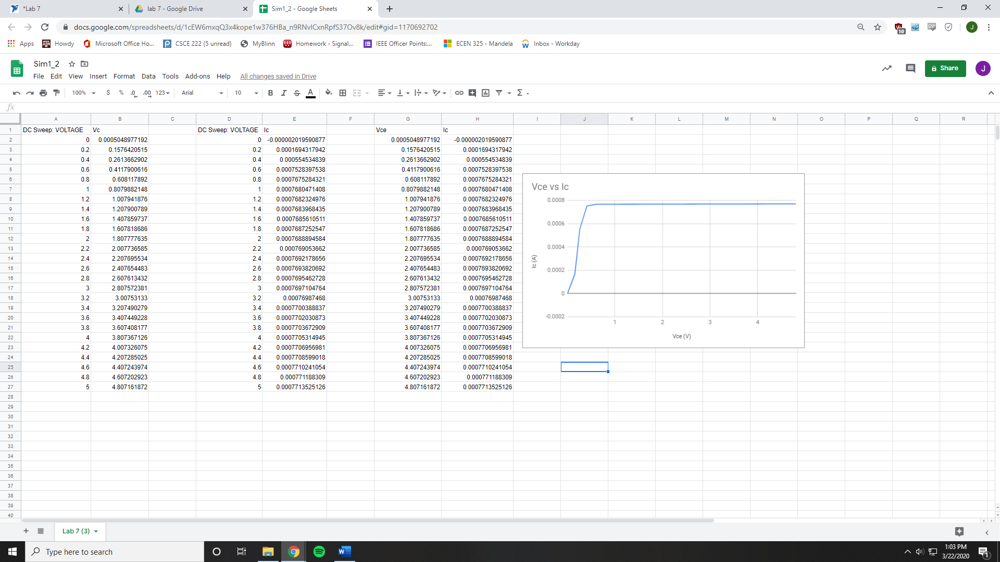 *Lab 7
lab 7 - Google Drive
Sim1_2 - Google Sheets
docs.google.com/spreadsheets/d/1cEW6mxqQ3x4kope1w376HBa_n9RNvlCxnRpfS37Ov8k/edit#gid=1170692702
10
J
Apps Howdy Microsoft Office Ho... CSCE 222 (5 unread) MyBlinn Homework - Signal... IEEE Officer Points:... ECEN 325 - Mandela Inbox - Workday
Sim1_2
File Edit View Insert Format Data Tools Add-ons Help All changes saved in Drive
Share
J
100% $ % .0 .00 123 Arial 10 B I S A Σ
fx
A B C D E F G H I J K L M N O P Q R
1 DC Sweep: VOLTAGE Vc DC Sweep: VOLTAGE Ic Vce Ic
2 0 0.0005048977192 0 -0.000002019590877 0.0005048977192 -0.000002019590877
3 0.2 0.1576420515 0.2 0.0001694317942 0.1576420515 0.0001694317942
4 0.4 0.2613662902 0.4 0.000554534839 0.2613662902 0.000554534839
5 0.6 0.4117900616 0.6 0.0007528397538 0.4117900616 0.0007528397538
6 0.8 0.608117892 0.8 0.0007675284321 0.608117892 0.0007675284321
7 1 0.8079882148 1 0.0007680471408 0.8079882148 0.0007680471408
8 1.2 1.007941876 1.2 0.0007682324976 1.007941876 0.0007682324976
9 1.4 1.207900789 1.4 0.0007683968435 1.207900789 0.0007683968435
10 1.6 1.407859737 1.6 0.0007685610511 1.407859737 0.0007685610511
11 1.8 1.607818686 1.8 0.0007687252547 1.607818686 0.0007687252547
12 2 1.807777635 2 0.0007688894584 1.807777635 0.0007688894584
13 2.2 2.007736585 2.2 0.000769053662 2.007736585 0.000769053662
14 2.4 2.207695534 2.4 0.0007692178656 2.207695534 0.0007692178656
15 2.6 2.407654483 2.6 0.0007693820692 2.407654483 0.0007693820692
16 2.8 2.607613432 2.8 0.0007695462728 2.607613432 0.0007695462728
17 3 2.807572381 3 0.0007697104764 2.807572381 0.0007697104764
18 3.2 3.00753133 3.2 0.00076987468 3.00753133 0.00076987468
19 3.4 3.207490279 3.4 0.0007700388837 3.207490279 0.0007700388837
20 3.6 3.407449228 3.6 0.0007702030873 3.407449228 0.0007702030873
21 3.8 3.607408177 3.8 0.0007703672909 3.607408177 0.0007703672909
22 4 3.807367126 4 0.0007705314945 3.807367126 0.0007705314945
23 4.2 4.007326075 4.2 0.0007706956981 4.007326075 0.0007706956981
24 4.4 4.207285025 4.4 0.0007708599018 4.207285025 0.0007708599018
25 4.6 4.407243974 4.6 0.0007710241054 4.407243974 0.0007710241054
26 4.8 4.607202923 4.8 0.000771188309 4.607202923 0.000771188309
27 5 4.807161872 5 0.0007713525126 4.807161872 0.0007713525126
28
29
30
31
32
33
34
35
36
37
38
39
40
Vce vs Ic
0.0008
0.0006
0.0004
0.0002
0
-0.0002
Ic (A)
1 2 3 4
Vce (V)
Lab 7 (3)
Type here to search
1:03 PM
3/22/2020
1